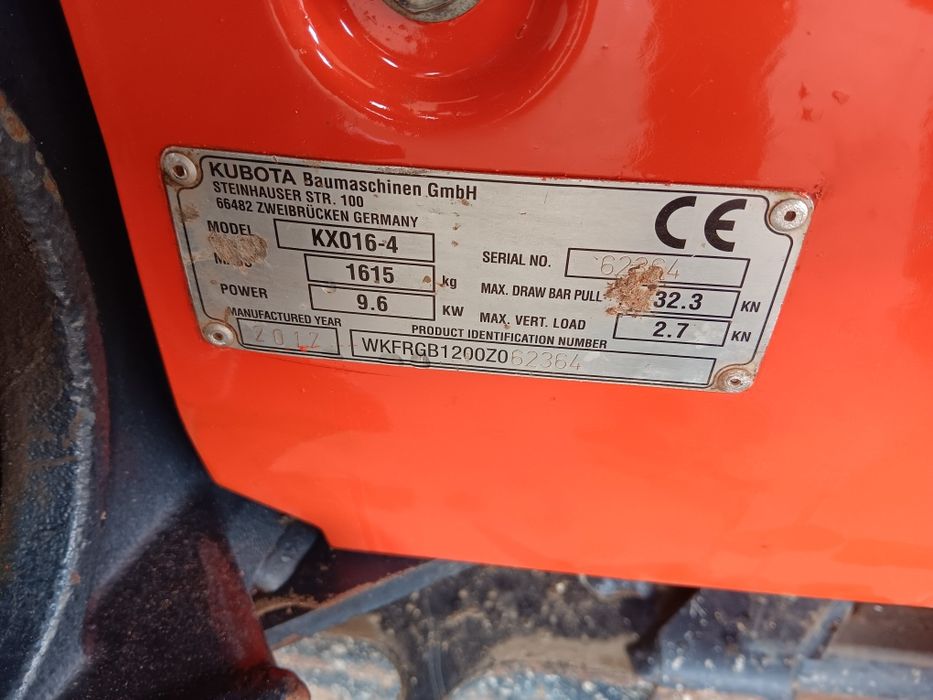 KUBOTA Baumaschinen GmbH
STEINHAUSER STR. 100
66482 ZWEIBRÜCKEN GERMANY
CE
MODEL KX016-4
SERIAL NO. 62364
1615 kg
MAX. DRAW BAR PULL 32.3 KN
POWER 9.6 KW
MAX. VERT. LOAD 2.7 KN
MANUFACTURED YEAR 2012
PRODUCT IDENTIFICATION NUMBER
WKFRGB1200Z062364